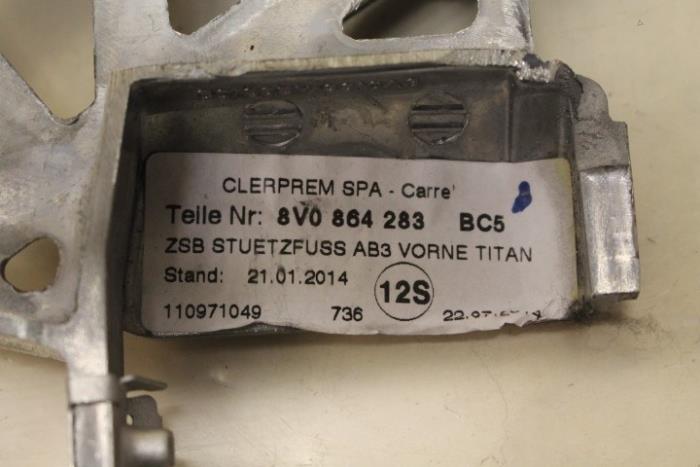 CLERPREM SPA - Carre'
Teile Nr: 8V0 864 283 BC5
ZSB STUETZFUSS AB3 VORNE TITAN
Stand: 21.01.2014 12S
110971049 736